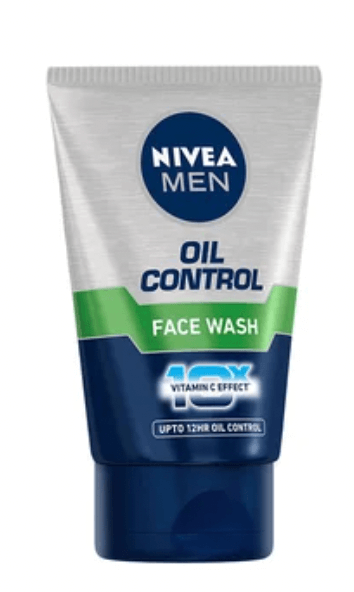 NIVEA
MEN
OIL
CONTROL
FACE WASH
10X
VITAMIN C EFFECT
UPTO 12HR OIL CONTROL